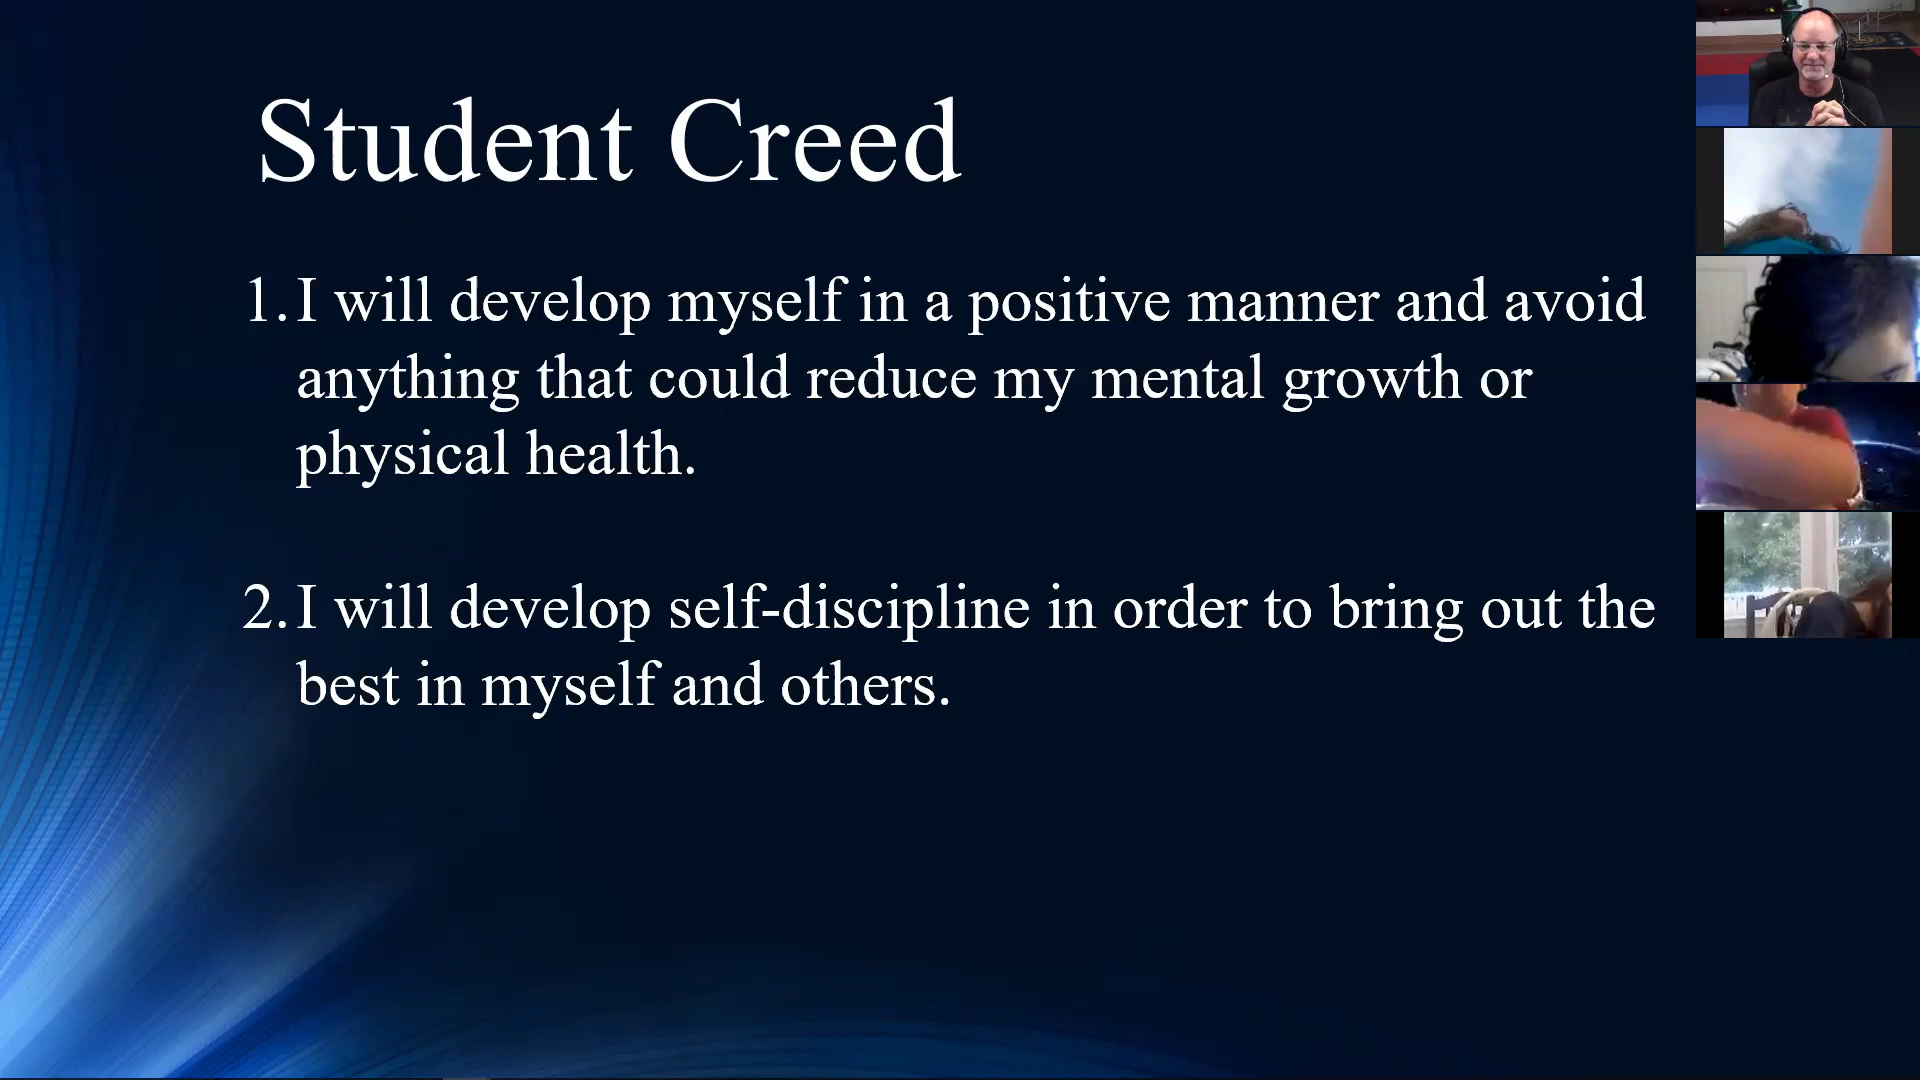 Student Creed
1. I will develop myself in a positive manner and avoid
anything that could reduce my mental growth or
physical health.
2. I will develop self-discipline in order to bring out the
best in myself and others.